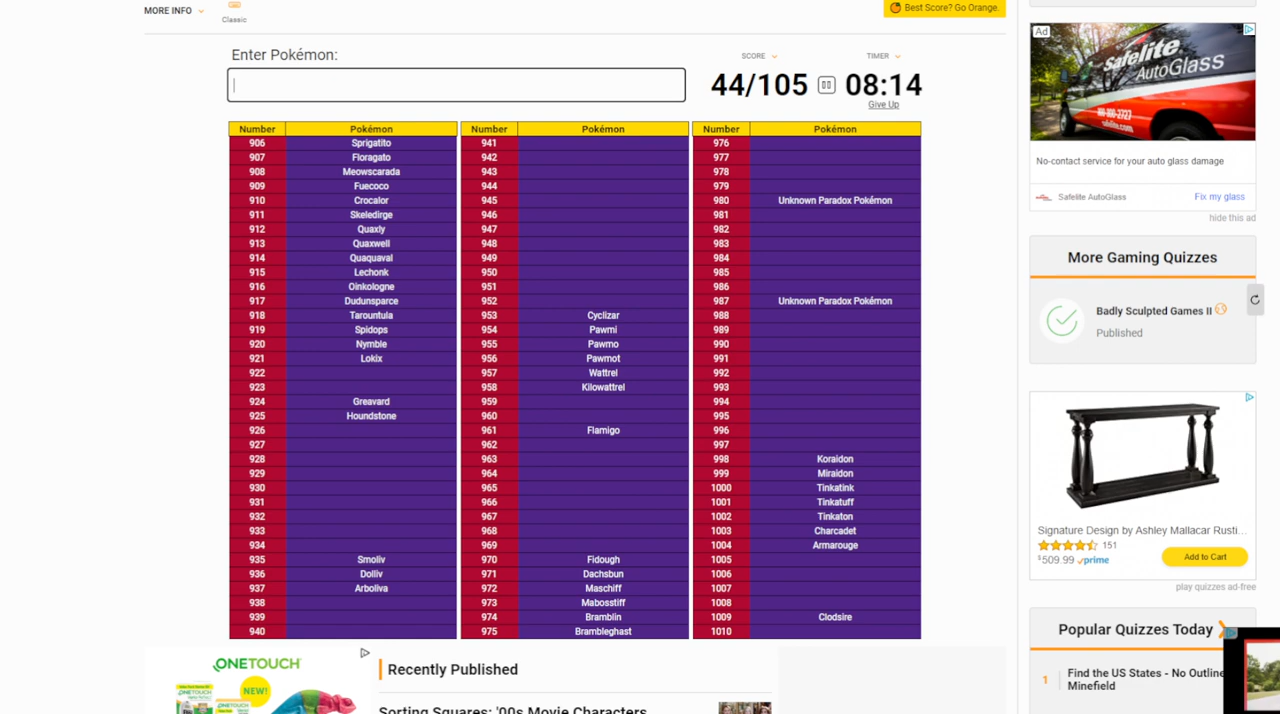 MORE INFO
Classic
Best Score? Go Orange.
Enter Pokémon:
SCORE
TIMER
44/105
08:14
Give Up
Number Pokémon Number Pokémon Number Pokémon
906 Sprigatito 941 976
907 Floragato 942 977
908 Meowscarada 943 978
909 Fuecoco 944 979
910 Crocalor 945 980 Unknown Paradox Pokémon
911 Skeledirge 946 981
912 Quaxly 947 982
913 Quaxwell 948 983
914 Quaquaval 949 984
915 Lechonk 950 985
916 Oinkologne 951 986
917 Dudunsparce 952 987 Unknown Paradox Pokémon
918 Tarountula 953 Cyclizar 988
919 Spidops 954 Pawmi 989
920 Nymble 955 Pawmo 990
921 Lokix 956 Pawmot 991
922 957 Wattrel 992
923 958 Kilowattrel 993
924 Greavard 959 994
925 Houndstone 960 995
926 961 Flamigo 996
927 962 997
928 963 998 Koraidon
929 964 999 Miraidon
930 965 1000 Tinkatink
931 966 1001 Tinkatuff
932 967 1002 Tinkaton
933 968 1003 Charcadet
934 969 1004 Armarouge
935 Smoliv 970 Fidough 1005
936 Dolliv 971 Dachsbun 1006
937 Arboliva 972 Maschiff 1007
938 973 Mabosstiff 1008
939 974 Bramblin 1009 Clodsire
940 975 Brambleghast 1010
Ad
Safelite
AutoGlass
800-800-2727
No-contact service for your auto glass damage
Safelite AutoGlass Fix my glass
hide this ad
More Gaming Quizzes
Badly Sculpted Games II
Published
Signature Design by Ashley Mallacar Rusti...
151
$509.99 prime
Add to Cart
play quizzes ad-free
Popular Quizzes Today
1 Find the US States - No Outline
Minefield
ONETOUCH
NEW!
Recently Published
Sorting Squares: '00s Movie Characters